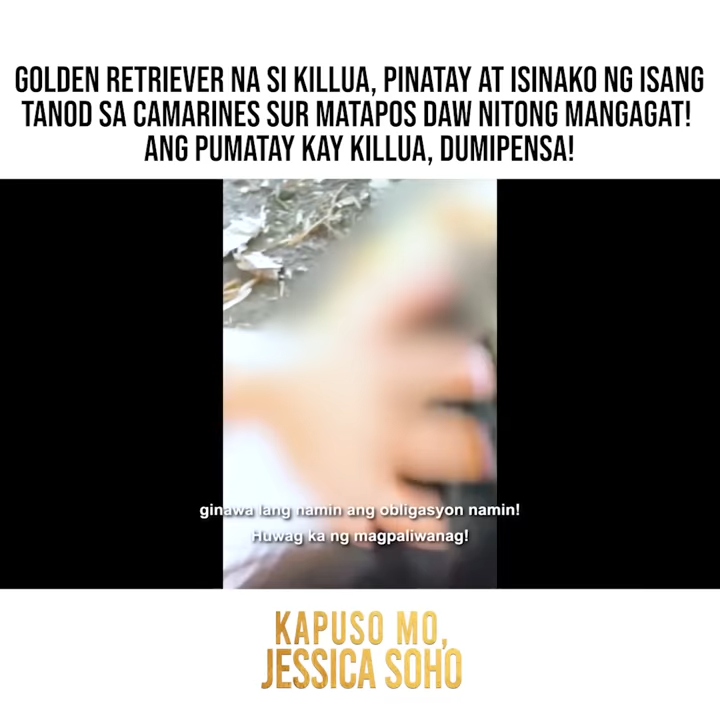 GOLDEN RETRIEVER NA SI KILLUA, PINATAY AT ISINAKO NG ISANG
TANOD SA CAMARINES SUR MATAPOS DAW NITONG MANGAGAT!
ANG PUMATAY KAY KILLUA, DUMIPENSA!
ginawa lang namin ang obligasyon namin!
Huwag ka ng magpaliwanag!
KAPUSO MO,
JESSICA SOHO